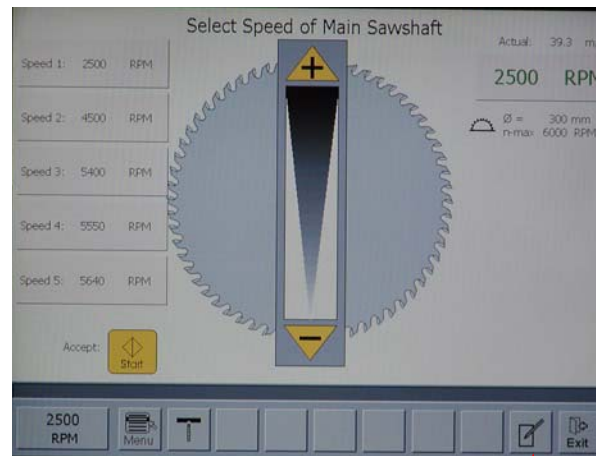 Select Speed of Main Sawshaft
Actual: 39.3 m
2500 RPM
Ø = 300 mm
n-max 6000 RPM
Speed 1: 2500 RPM
Speed 2: 4500 RPM
Speed 3: 5400 RPM
Speed 4: 5550 RPM
Speed 5: 5640 RPM
+
−
Accept:
Start
2500
RPM
Menu
Exit